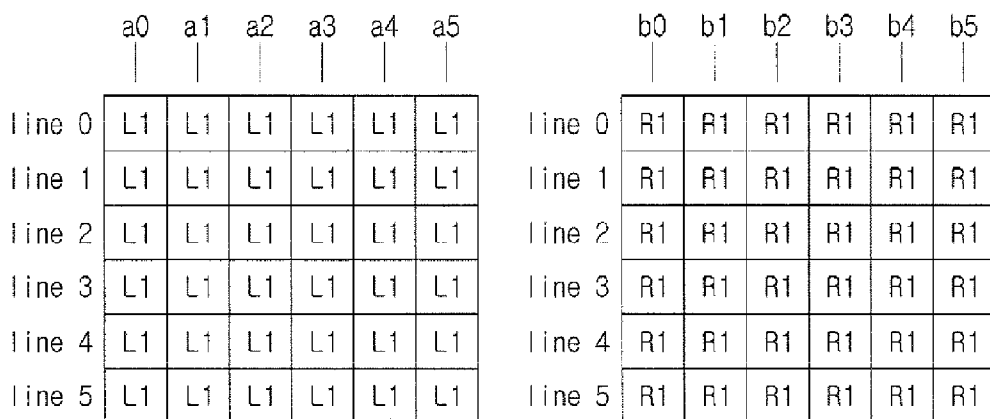 a0 a1 a2 a3 a4 a5 b0 b1 b2 b3 b4 b5
line 0 L1 L1 L1 L1 L1 L1 line 0 R1 R1 R1 R1 R1 R1
line 1 L1 L1 L1 L1 L1 L1 line 1 R1 R1 R1 R1 R1 R1
line 2 L1 L1 L1 L1 L1 L1 line 2 R1 R1 R1 R1 R1 R1
line 3 L1 L1 L1 L1 L1 L1 line 3 R1 R1 R1 R1 R1 R1
line 4 L1 L1 L1 L1 L1 L1 line 4 R1 R1 R1 R1 R1 R1
line 5 L1 L1 L1 L1 L1 L1 line 5 R1 R1 R1 R1 R1 R1